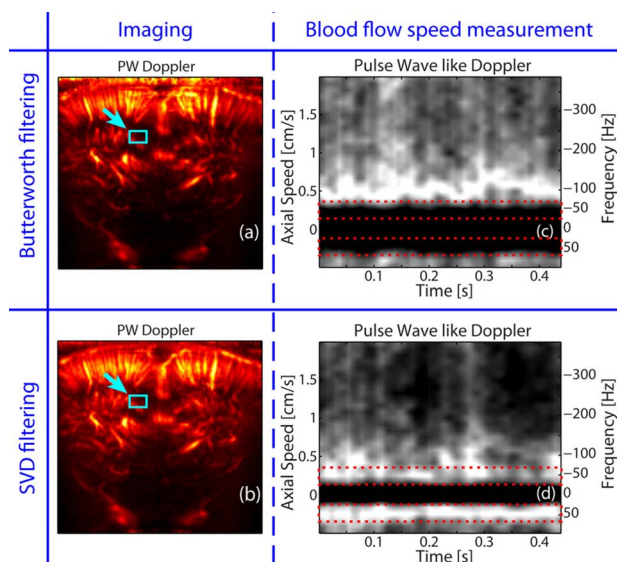 Imaging
Blood flow speed measurement
Butterworth filtering
PW Doppler
(a)
Pulse Wave like Doppler
Axial Speed [cm/s]
1.5
1
0.5
0
−300
−200
−100
−50
0
50
Frequency [Hz]
(c)
0.1 0.2 0.3 0.4
Time [s]
SVD filtering
PW Doppler
(b)
Pulse Wave like Doppler
Axial Speed [cm/s]
1.5
1
0.5
0
−300
−200
−100
−50
0
50
Frequency [Hz]
(d)
0.1 0.2 0.3 0.4
Time [s]